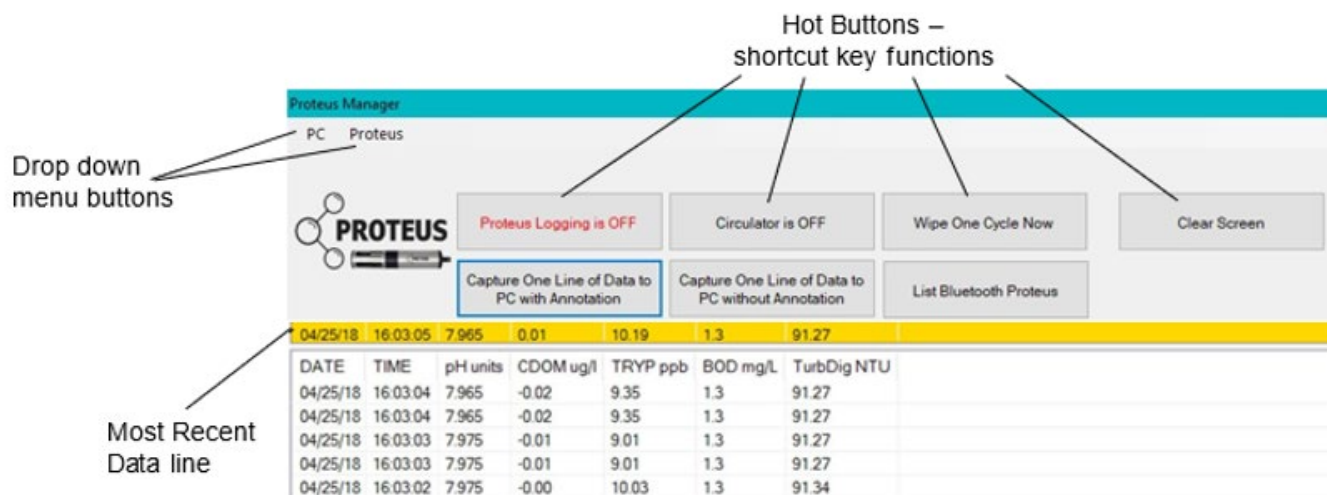 Hot Buttons –
shortcut key functions
Proteus Manager
PC Proteus
Drop down
menu buttons
PROTEUS
Proteus Logging is OFF
Circulator is OFF
Wipe One Cycle Now
Clear Screen
Capture One Line of Data to
PC with Annotation
Capture One Line of Data to
PC without Annotation
List Bluetooth Proteus
04/25/18 16:03:05 7.965 0.01 10.19 1.3 91.27
DATE TIME pH units CDOM ug/l TRYP ppb BOD mg/L TurbDig NTU
04/25/18 16:03:04 7.965 -0.02 9.35 1.3 91.27
04/25/18 16:03:04 7.965 -0.02 9.35 1.3 91.27
04/25/18 16:03:03 7.975 -0.01 9.01 1.3 91.27
04/25/18 16:03:03 7.975 -0.01 9.01 1.3 91.27
04/25/18 16:03:02 7.975 -0.00 10.03 1.3 91.34
Most Recent
Data line